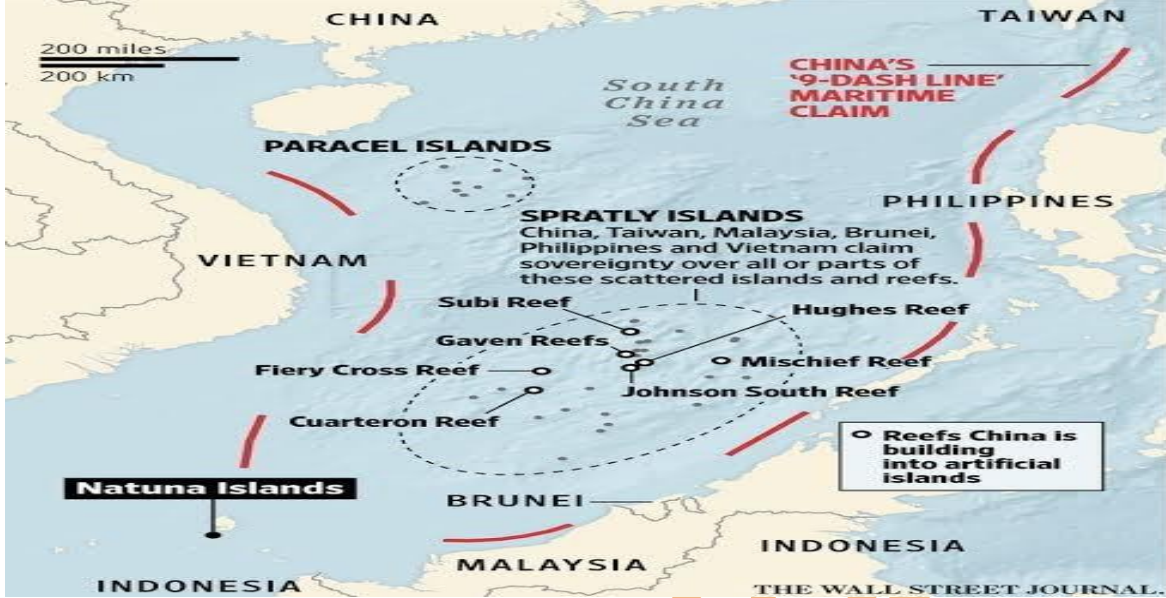 CHINA
TAIWAN
200 miles
200 km
CHINA'S
'9-DASH LINE'
MARITIME
CLAIM
South
China
Sea
PARACEL ISLANDS
PHILIPPINES
SPRATLY ISLANDS
China, Taiwan, Malaysia, Brunei,
Philippines and Vietnam claim
sovereignty over all or parts of
these scattered islands and reefs.
VIETNAM
Subi Reef
Hughes Reef
Gaven Reefs
Mischief Reef
Fiery Cross Reef
Johnson South Reef
Cuarteron Reef
Reefs China is
building
into artificial
islands
Natuna Islands
BRUNEI
INDONESIA
MALAYSIA
INDONESIA
THE WALL STREET JOURNAL.